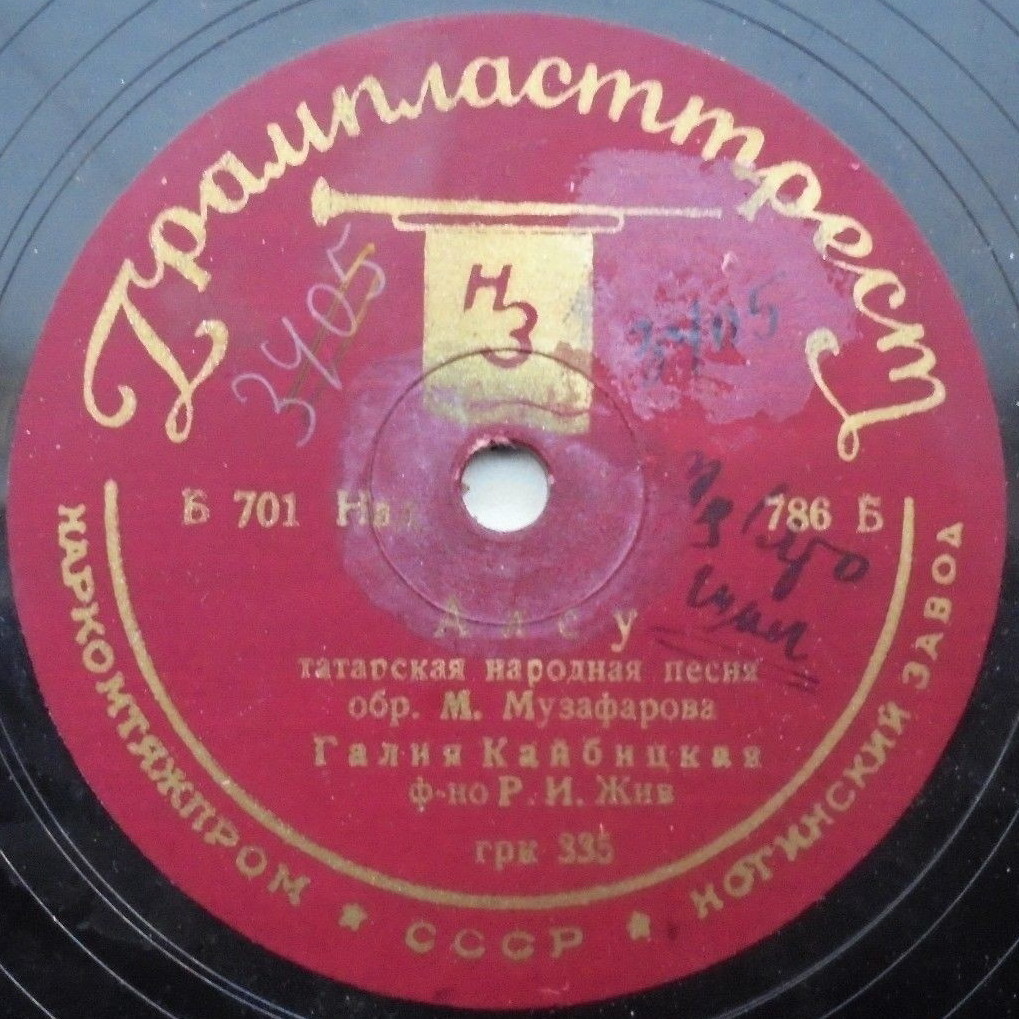 Грампласттрест
НЗ
3405
3405
Б 701
786 Б
Алсу
татарская народная песня
обр. М. Музафарова
Галия Кайбицкая
ф-но Р. И. Жив
грк 335
НАРКОМТЯЖПРОМ ★ СССР ★ НОГИНСКИЙ ЗАВОД